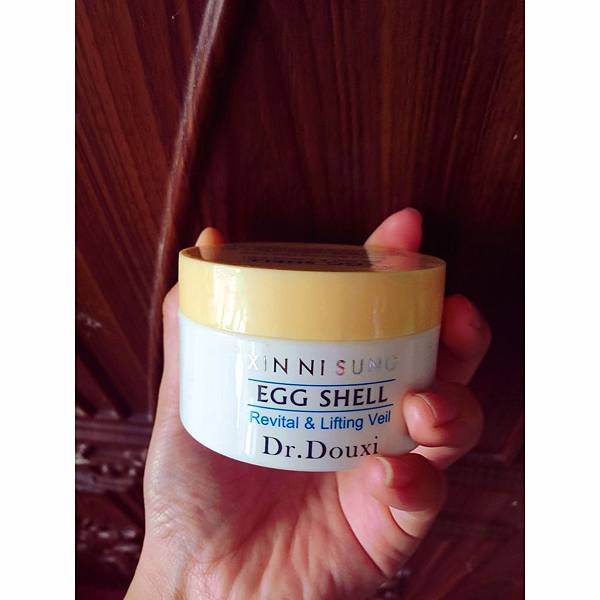 XIN NI SUNG
EGG SHELL
Revital & Lifting Veil
Dr.Douxi